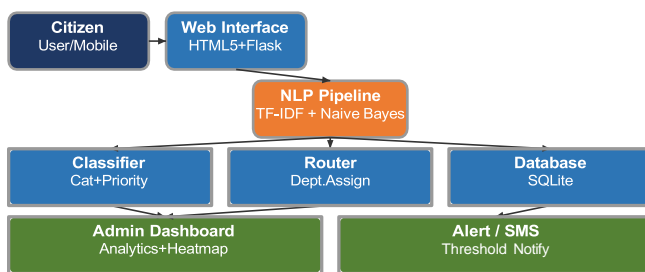 Citizen
User/Mobile
Web Interface
HTML5+Flask
NLP Pipeline
TF-IDF + Naive Bayes
Classifier
Cat+Priority
Router
Dept.Assign
Database
SQLite
Admin Dashboard
Analytics+Heatmap
Alert / SMS
Threshold Notify